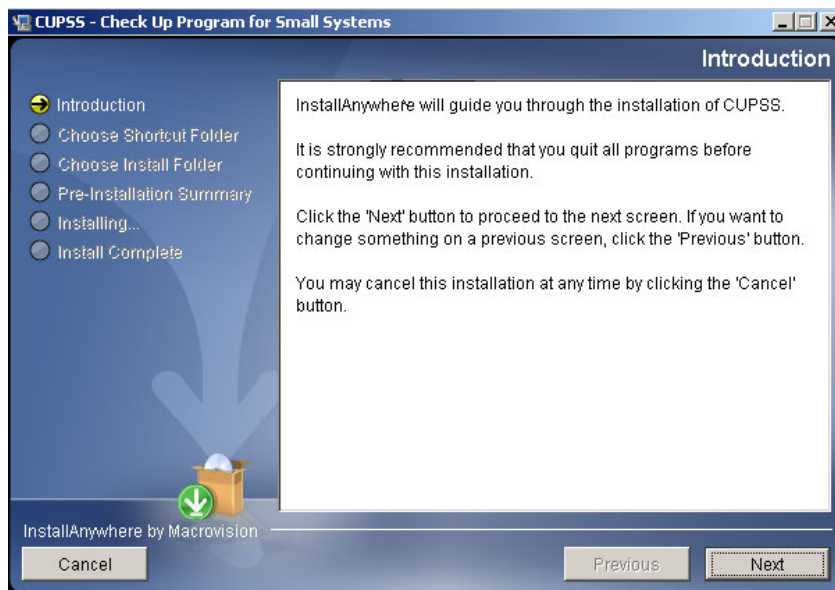 CUPSS - Check Up Program for Small Systems
Introduction
Introduction
Choose Shortcut Folder
Choose Install Folder
Pre-Installation Summary
Installing...
Install Complete
InstallAnywhere will guide you through the installation of CUPSS.
It is strongly recommended that you quit all programs before
continuing with this installation.
Click the 'Next' button to proceed to the next screen. If you want to
change something on a previous screen, click the 'Previous' button.
You may cancel this installation at any time by clicking the 'Cancel'
button.
InstallAnywhere by Macrovision
Cancel
Previous
Next